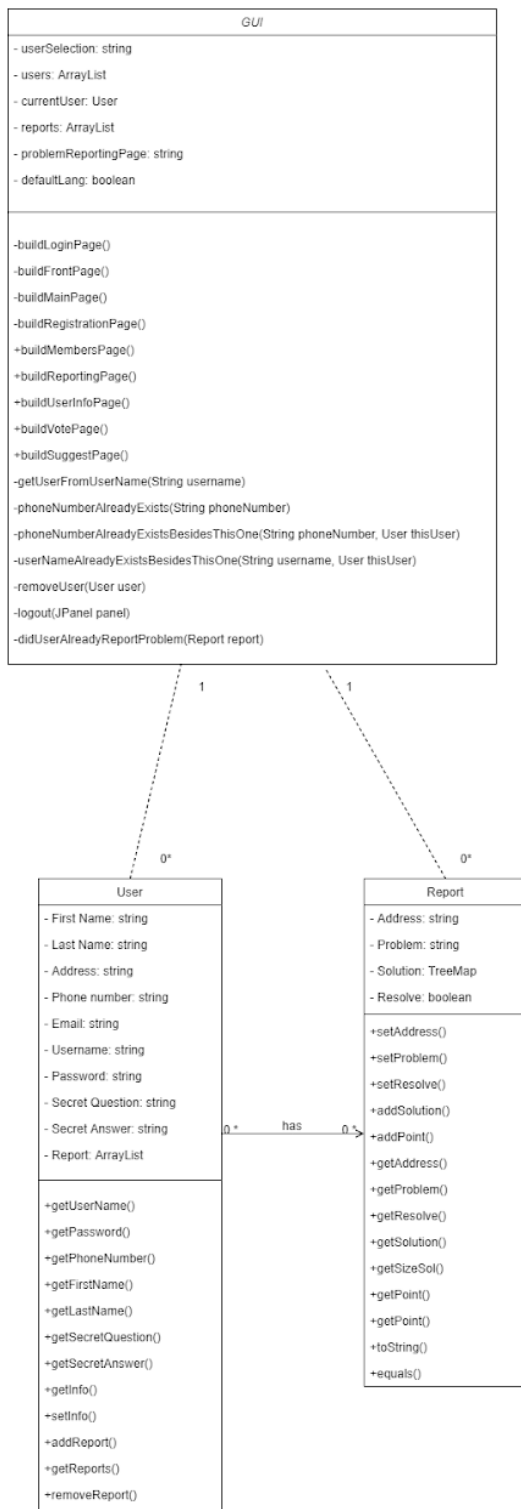 GUI
- userSelection: string
- users: ArrayList
- currentUser: User
- reports: ArrayList
- problemReportingPage: string
- defaultLang: boolean
-buildLoginPage()
-buildFrontPage()
-buildMainPage()
-buildRegistrationPage()
+buildMembersPage()
+buildReportingPage()
+buildUserInfoPage()
+buildVotePage()
+buildSuggestPage()
-getUserFromUserName(String username)
-phoneNumberAlreadyExists(String phoneNumber)
-phoneNumberAlreadyExistsBesidesThisOne(String phoneNumber, User thisUser)
-userNameAlreadyExistsBesidesThisOne(String username, User thisUser)
-removeUser(User user)
-logout(JPanel panel)
-didUserAlreadyReportProblem(Report report)
1
1
0*
0*
User
- First Name: string
- Last Name: string
- Address: string
- Phone number: string
- Email: string
- Username: string
- Password: string
- Secret Question: string
- Secret Answer: string
- Report: ArrayList
+getUserName()
+getPassword()
+getPhoneNumber()
+getFirstName()
+getLastName()
+getSecretQuestion()
+getSecretAnswer()
+getInfo()
+setInfo()
+addReport()
+getReports()
+removeReport()
0 *
has
0 *
Report
- Address: string
- Problem: string
- Solution: TreeMap
- Resolve: boolean
+setAddress()
+setProblem()
+setResolve()
+addSolution()
+addPoint()
+getAddress()
+getProblem()
+getResolve()
+getSolution()
+getSizeSol()
+getPoint()
+getPoint()
+toString()
+equals()